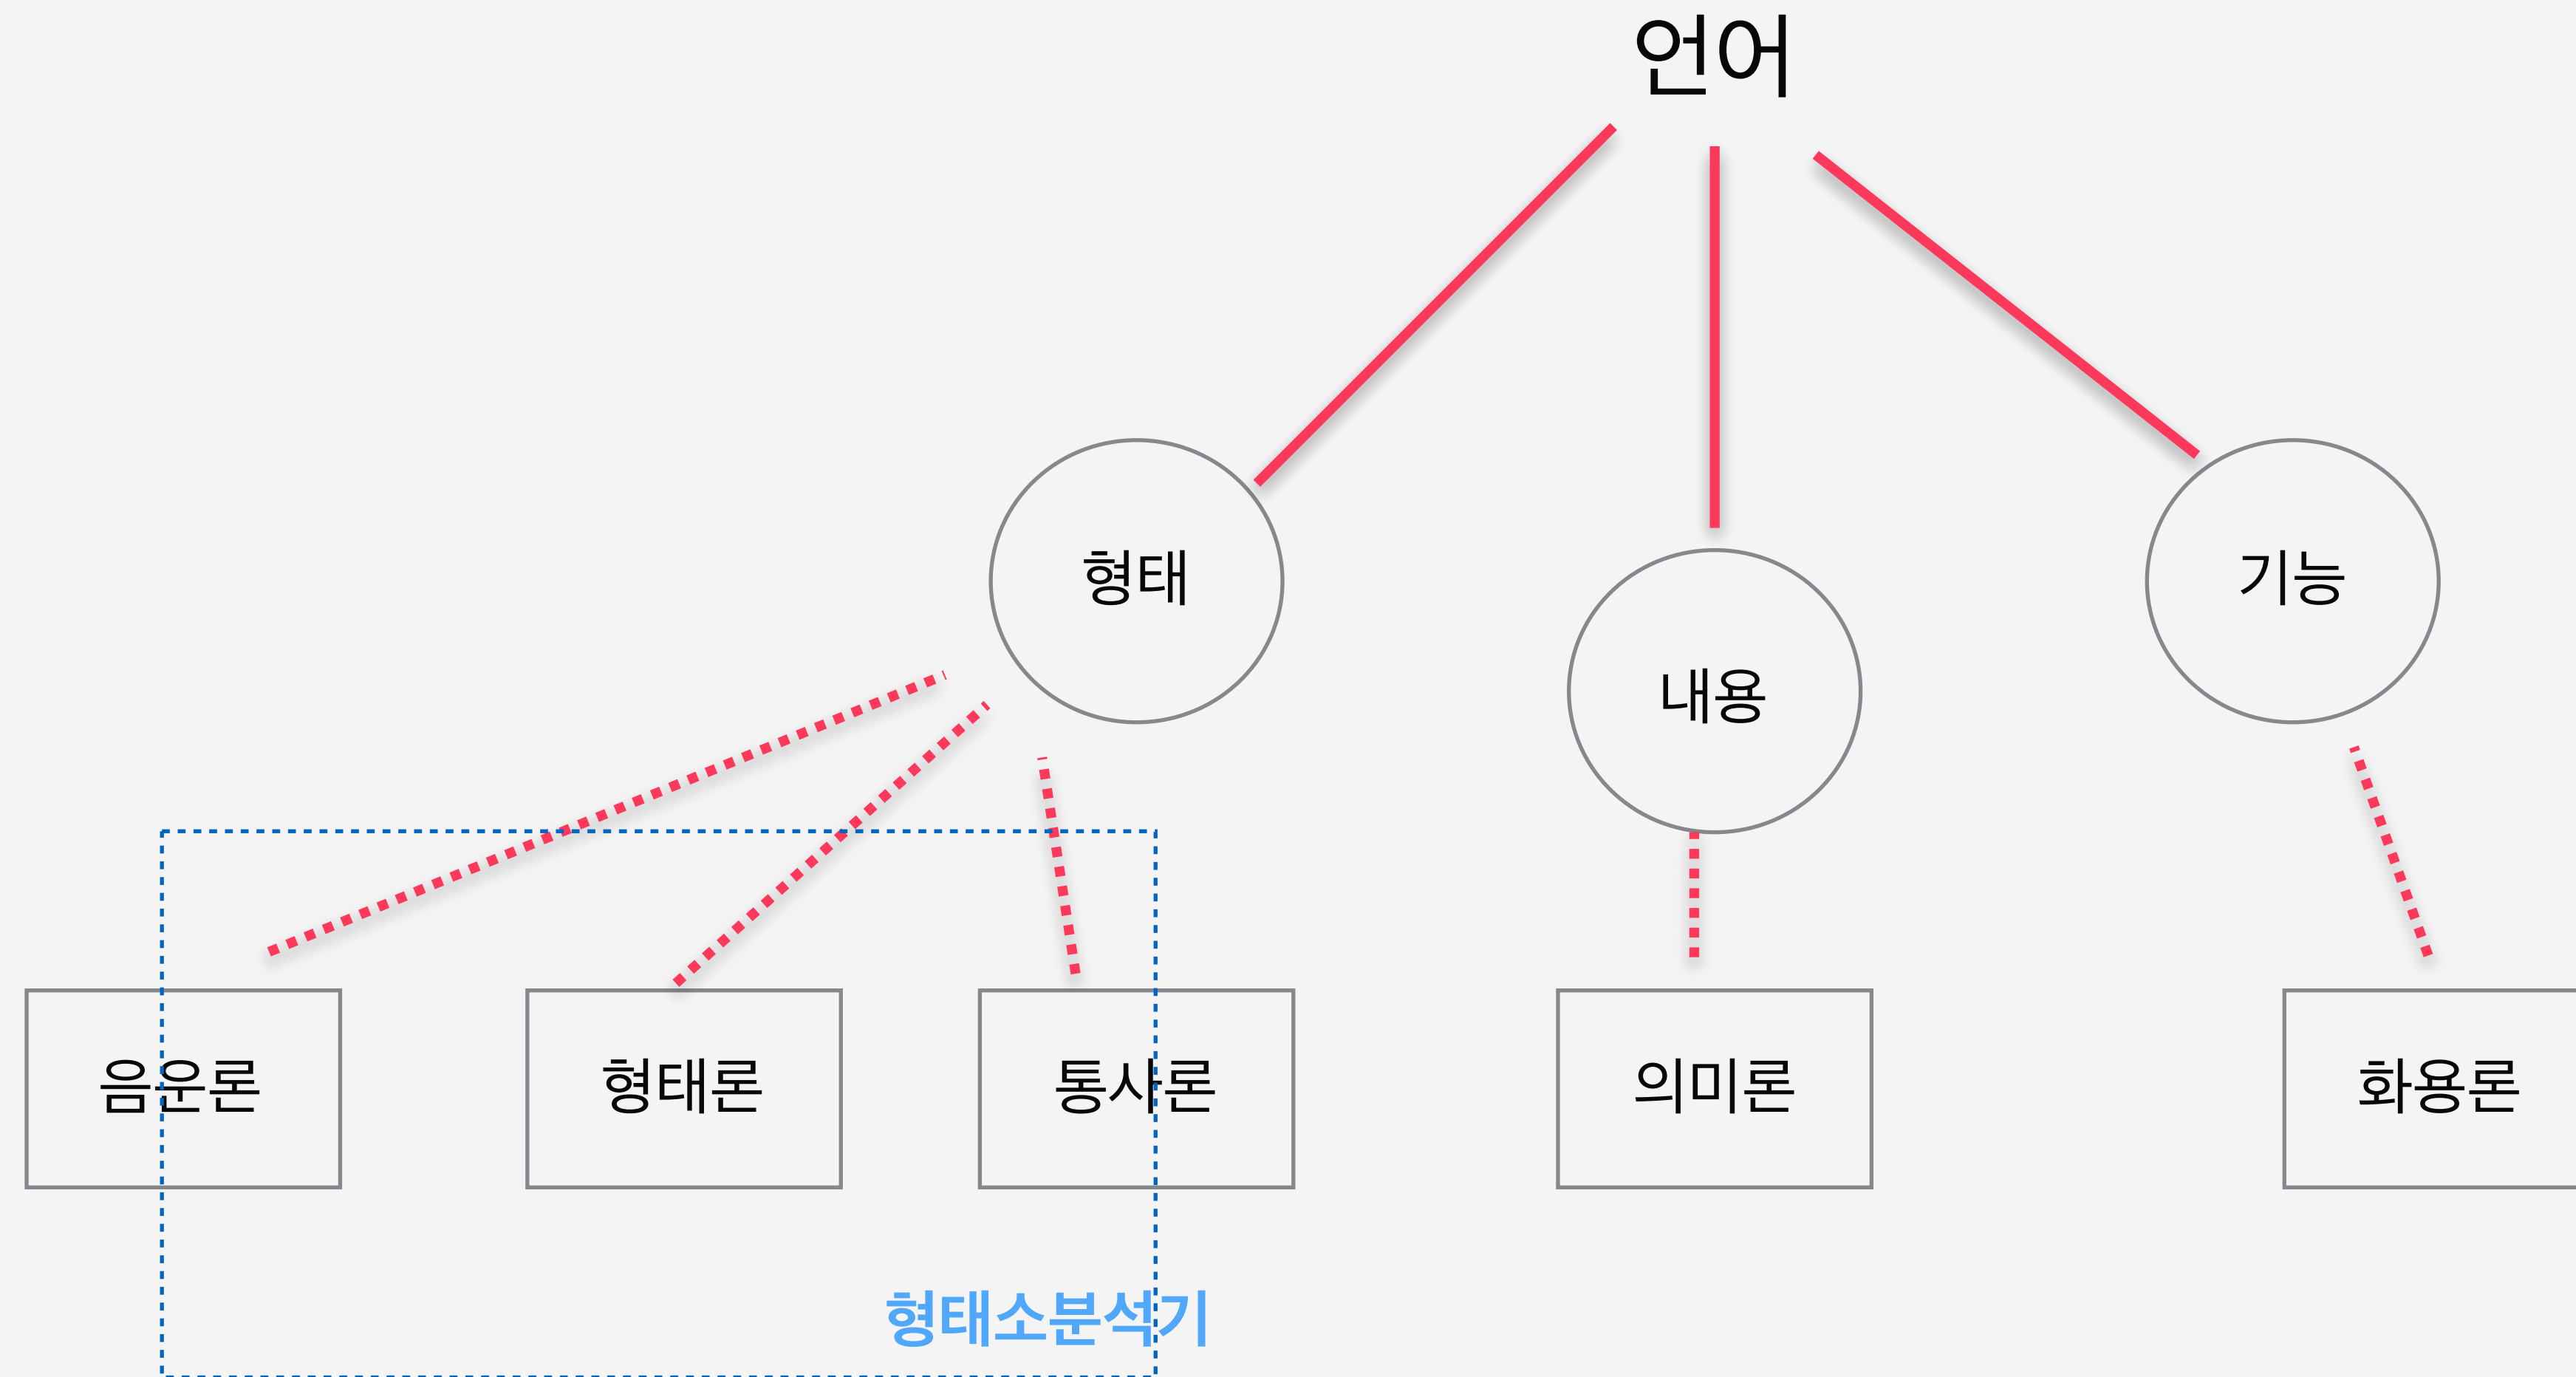 언어
형태
내용
기능
음운론
형태론
통사론
의미론
화용론
형태소분석기